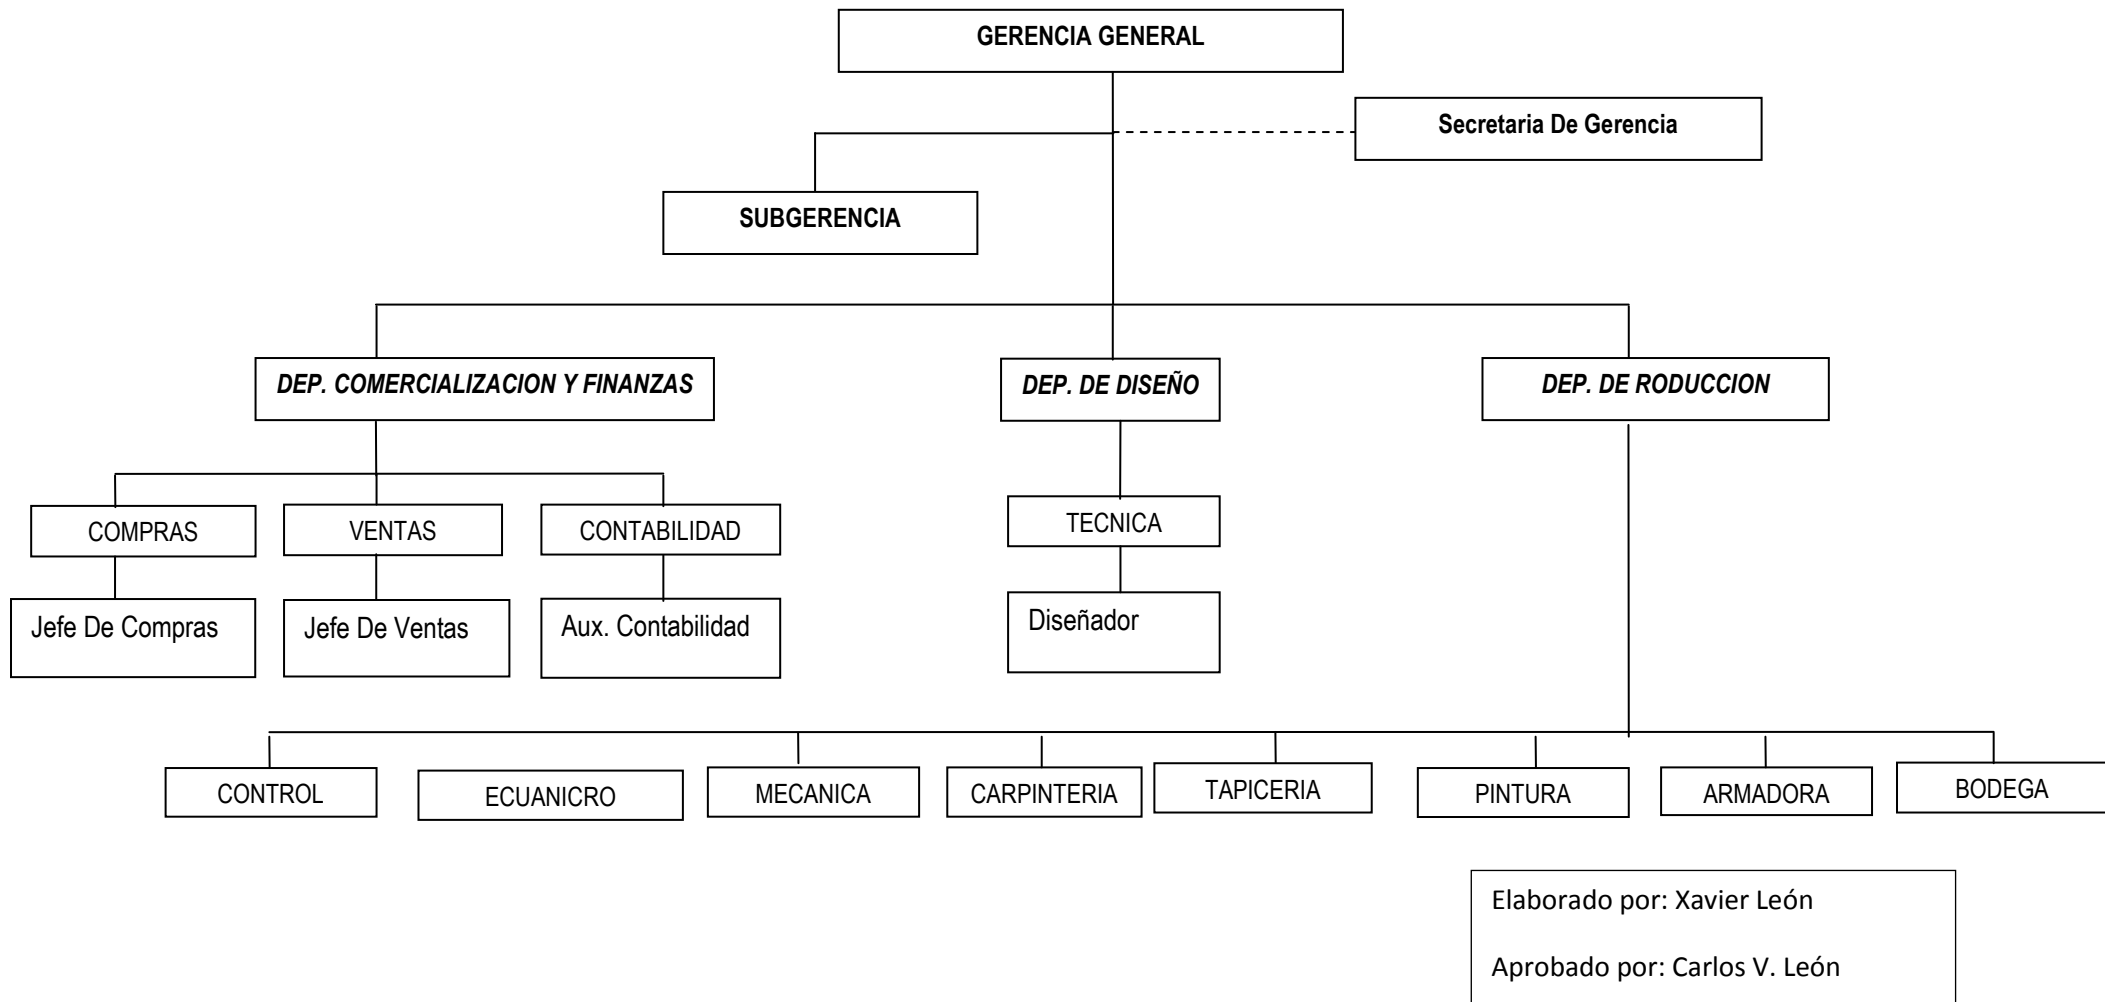 GERENCIA GENERAL
Secretaria De Gerencia
SUBGERENCIA
DEP. COMERCIALIZACION Y FINANZAS
DEP. DE DISEÑO
DEP. DE RODUCCION
COMPRAS
VENTAS
CONTABILIDAD
TECNICA
Jefe De Compras
Jefe De Ventas
Aux. Contabilidad
Diseñador
CONTROL
ECUANICRO
MECANICA
CARPINTERIA
TAPICERIA
PINTURA
ARMADORA
BODEGA
Elaborado por: Xavier León
Aprobado por: Carlos V. León